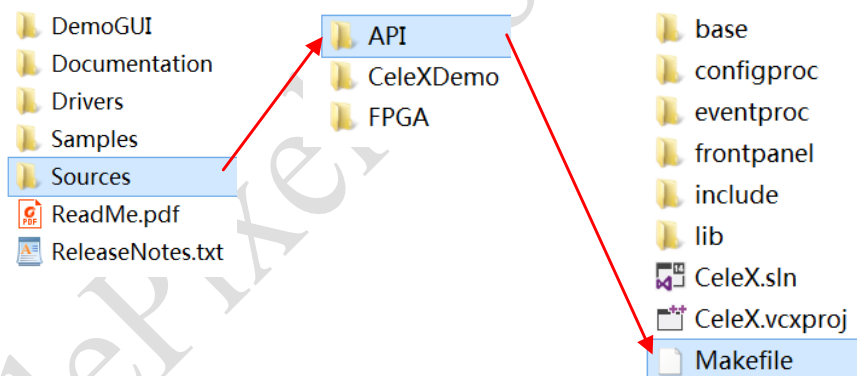 DemoGUI
Documentation
Drivers
Samples
Sources
ReadMe.pdf
ReleaseNotes.txt
API
CeleXDemo
FPGA
base
configproc
eventproc
frontpanel
include
lib
CeleX.sln
CeleX.vcxproj
Makefile